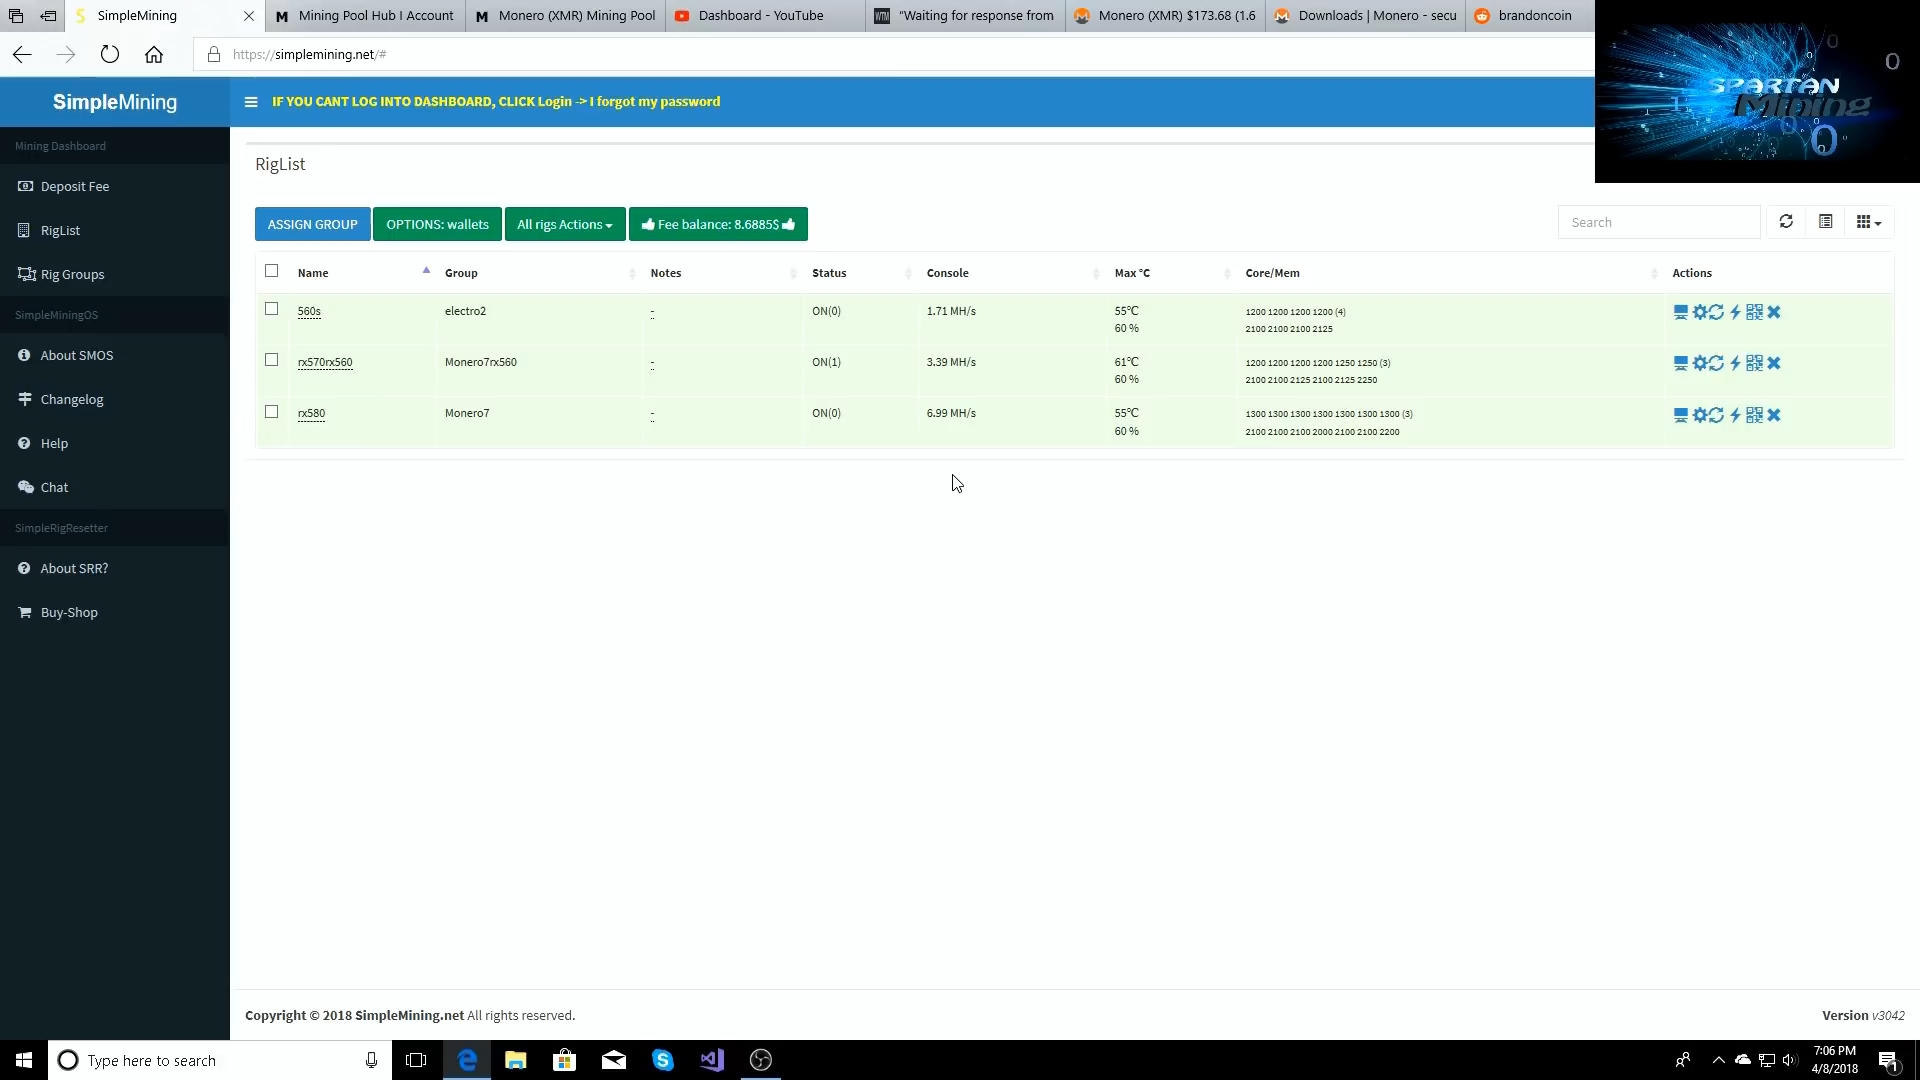 SimpleMining
Mining Pool Hub I Account
Monero (XMR) Mining Pool
Dashboard - YouTube
"Waiting for response from
Monero (XMR) $173.68 (1.6
Downloads | Monero - secu
brandoncoin
https://simplemining.net/#
SPARTAN
Mining
SimpleMining
IF YOU CANT LOG INTO DASHBOARD, CLICK Login -> I forgot my password
Mining Dashboard
Deposit Fee
RigList
Rig Groups
SimpleMiningOS
About SMOS
Changelog
Help
Chat
SimpleRigResetter
About SRR?
Buy-Shop
RigList
ASSIGN GROUP
OPTIONS: wallets
All rigs Actions
Fee balance: 8.6885$
Search
Name Group Notes Status Console Max °C Core/Mem Actions
560s electro2 - ON(0) 1.71 MH/s 55°C 1200 1200 1200 1200 (4)
60 % 2100 2100 2100 2125
rx570rx560 Monero7rx560 - ON(1) 3.39 MH/s 61°C 1200 1200 1200 1200 1250 1250 (3)
60 % 2100 2100 2125 2100 2125 2250
rx580 Monero7 - ON(0) 6.99 MH/s 55°C 1300 1300 1300 1300 1300 1300 1300 (3)
60 % 2100 2100 2100 2000 2100 2100 2200
Copyright © 2018 SimpleMining.net All rights reserved.
Version v3042
Type here to search
7:06 PM
4/8/2018
1